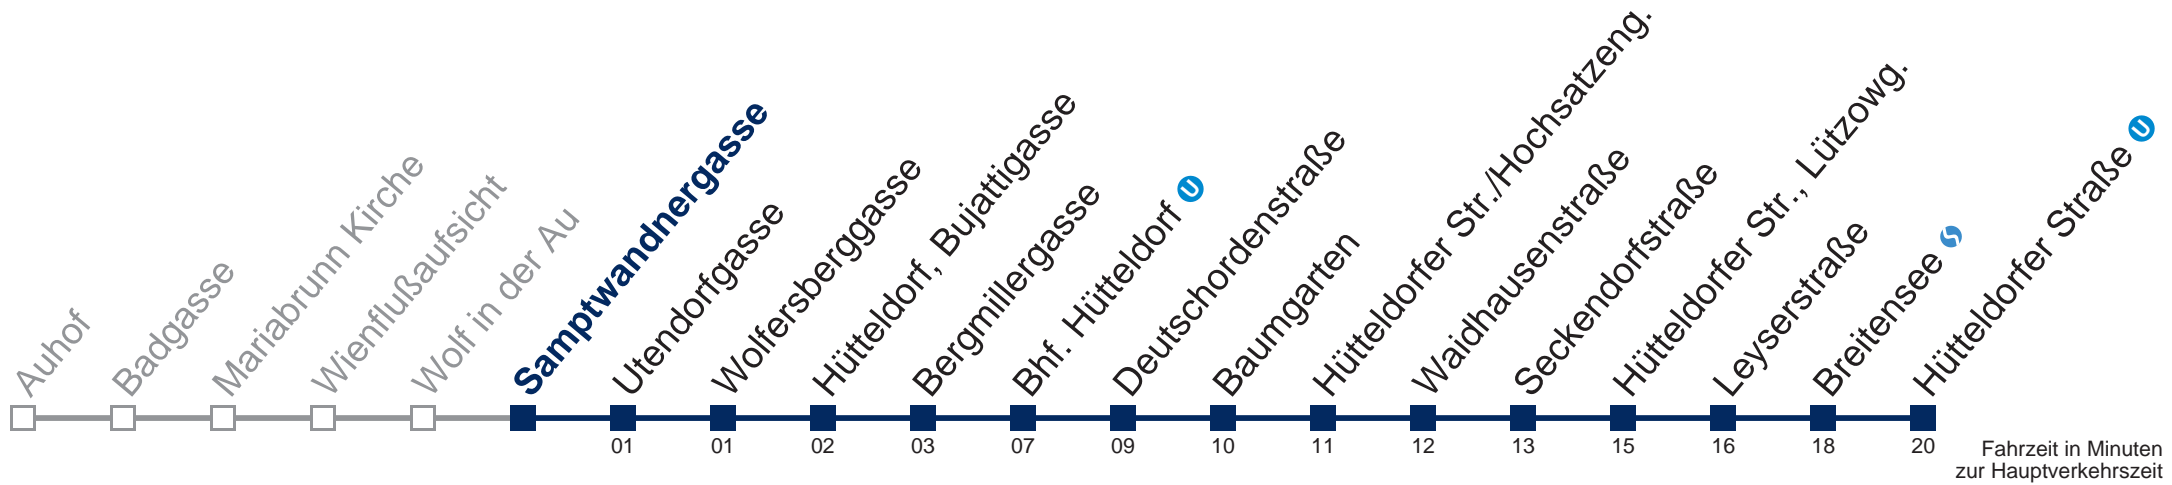 Auhof
Badgasse
Mariabrunn Kirche
Wienflußaufsicht
Wolf in der Au
Samptwandnergasse
Utendorfgasse
Wolfersberggasse
Hütteldorf, Bujattigasse
Bergmillergasse
Bhf. Hütteldorf U
Deutschordenstraße
Baumgarten
Hütteldorfer Str./Hochsatzeng.
Waidhausenstraße
Seckendorfstraße
Hütteldorfer Str., Lützowg.
Leyserstraße
Breitensee S
Hütteldorfer Straße U
01 01 02 03 07 09 10 11 12 13 15 16 18 20
Fahrzeit in Minuten
zur Hauptverkehrszeit